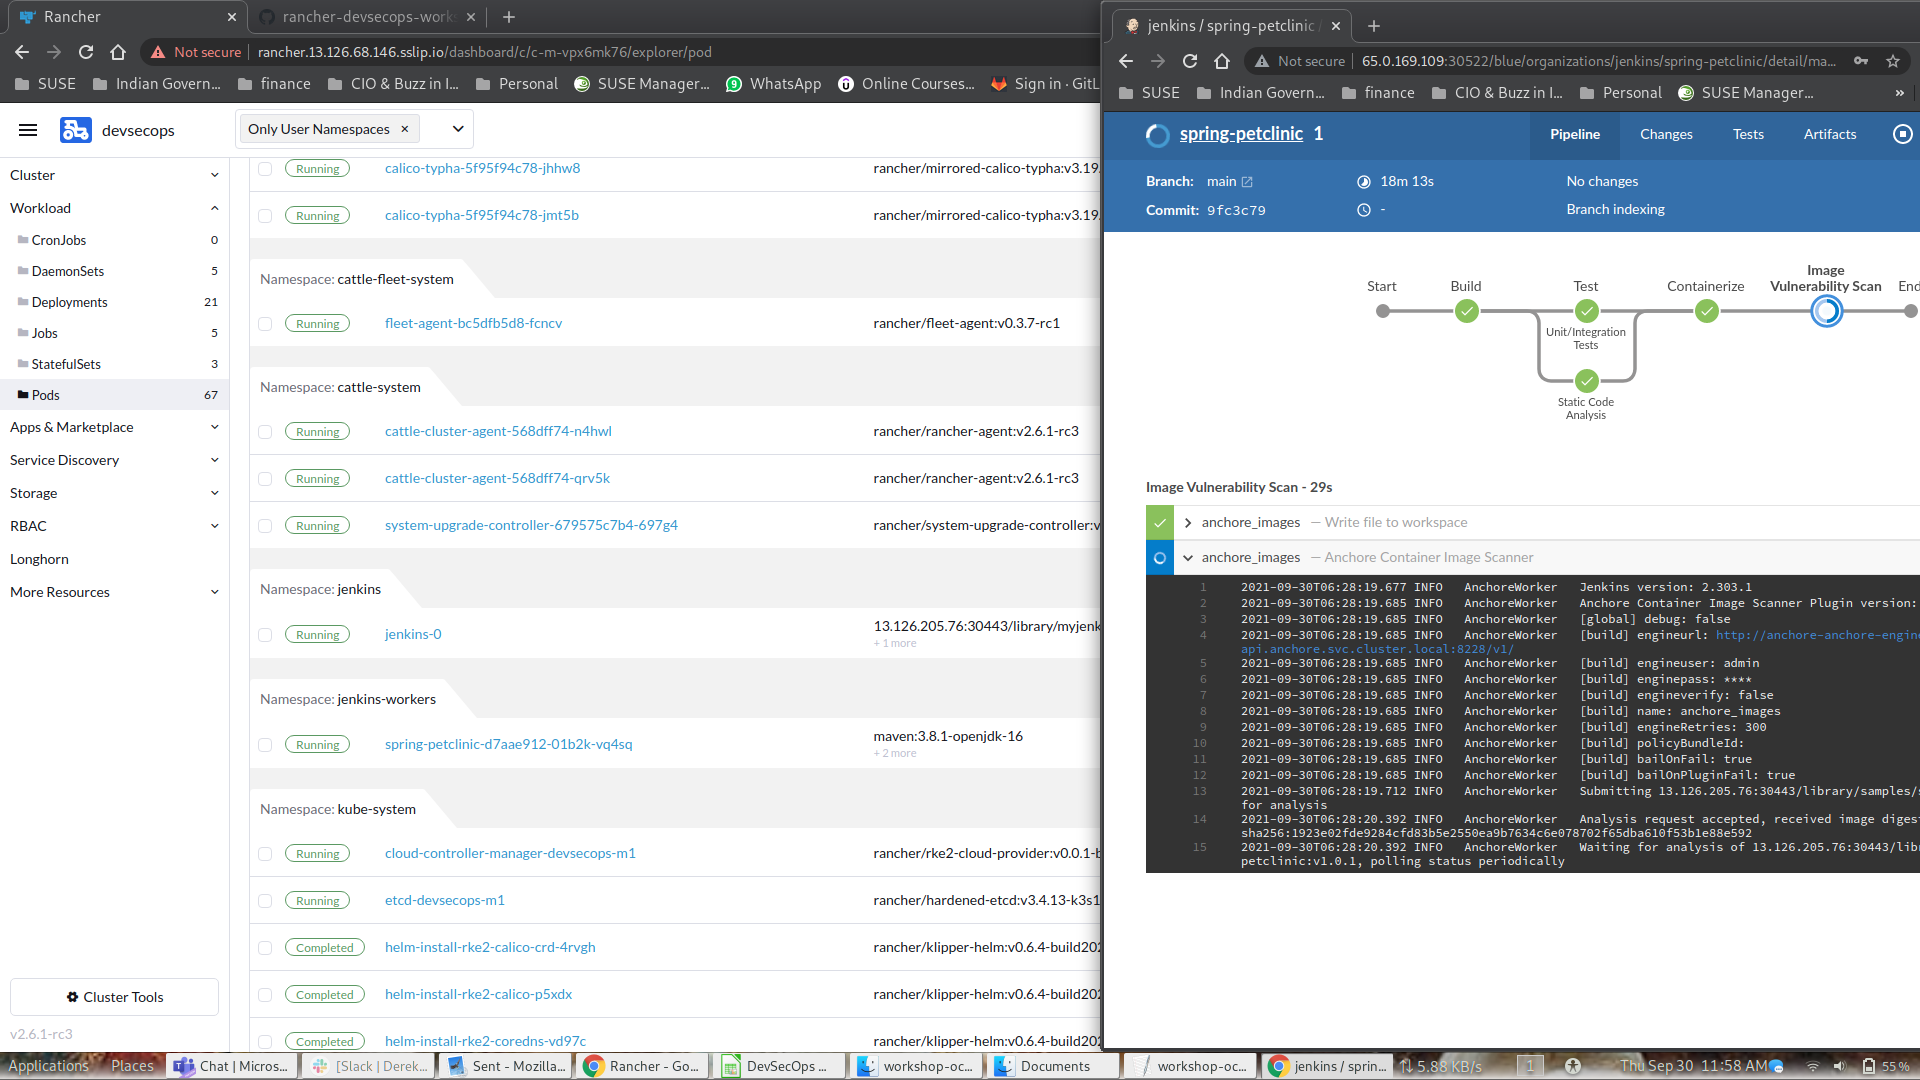 Rancher
rancher-devsecops-works
Not secure
rancher.13.126.68.146.sslip.io/dashboard/c/c-m-vpx6mk76/explorer/pod
SUSE
Indian Govern...
finance
CIO & Buzz in I...
Personal
SUSE Manager...
WhatsApp
Online Courses...
Sign in · GitL
devsecops
Only User Namespaces
Cluster
Workload
CronJobs 0
DaemonSets 5
Deployments 21
Jobs 5
StatefulSets 3
Pods 67
Apps & Marketplace
Service Discovery
Storage
RBAC
Longhorn
More Resources
Cluster Tools
v2.6.1-rc3
Running calico-typha-5f95f94c78-jhhw8 rancher/mirrored-calico-typha:v3.19.
Running calico-typha-5f95f94c78-jmt5b rancher/mirrored-calico-typha:v3.19.
Namespace: cattle-fleet-system
Running fleet-agent-bc5dfb5d8-fcncv rancher/fleet-agent:v0.3.7-rc1
Namespace: cattle-system
Running cattle-cluster-agent-568dff74-n4hwl rancher/rancher-agent:v2.6.1-rc3
Running cattle-cluster-agent-568dff74-qrv5k rancher/rancher-agent:v2.6.1-rc3
Running system-upgrade-controller-679575c7b4-697g4 rancher/system-upgrade-controller:v
Namespace: jenkins
Running jenkins-0 13.126.205.76:30443/library/myjenk
+ 1 more
Namespace: jenkins-workers
Running spring-petclinic-d7aae912-01b2k-vq4sq maven:3.8.1-openjdk-16
+ 2 more
Namespace: kube-system
Running cloud-controller-manager-devsecops-m1 rancher/rke2-cloud-provider:v0.0.1-b
Running etcd-devsecops-m1 rancher/hardened-etcd:v3.4.13-k3s1
Completed helm-install-rke2-calico-crd-4rvgh rancher/klipper-helm:v0.6.4-build202
Completed helm-install-rke2-calico-p5xdx rancher/klipper-helm:v0.6.4-build202
Completed helm-install-rke2-coredns-vd97c rancher/klipper-helm:v0.6.4-build202
jenkins / spring-petclinic /
Not secure
65.0.169.109:30522/blue/organizations/jenkins/spring-petclinic/detail/ma...
SUSE
Indian Govern...
finance
CIO & Buzz in I...
Personal
SUSE Manager...
»
spring-petclinic 1
Pipeline
Changes
Tests
Artifacts
Branch: main
18m 13s
No changes
Commit: 9fc3c79
-
Branch indexing
Start
Build
Test
Containerize
Image
Vulnerability Scan
End
Unit/Integration
Tests
Static Code
Analysis
Image Vulnerability Scan - 29s
anchore_images — Write file to workspace
anchore_images — Anchore Container Image Scanner
1 2021-09-30T06:28:19.677 INFO AnchoreWorker Jenkins version: 2.303.1
2 2021-09-30T06:28:19.685 INFO AnchoreWorker Anchore Container Image Scanner Plugin version:
3 2021-09-30T06:28:19.685 INFO AnchoreWorker [global] debug: false
4 2021-09-30T06:28:19.685 INFO AnchoreWorker [build] engineurl: http://anchore-anchore-engine
api.anchore.svc.cluster.local:8228/v1/
5 2021-09-30T06:28:19.685 INFO AnchoreWorker [build] engineuser: admin
6 2021-09-30T06:28:19.685 INFO AnchoreWorker [build] enginepass: ****
7 2021-09-30T06:28:19.685 INFO AnchoreWorker [build] engineverify: false
8 2021-09-30T06:28:19.685 INFO AnchoreWorker [build] name: anchore_images
9 2021-09-30T06:28:19.685 INFO AnchoreWorker [build] engineRetries: 300
10 2021-09-30T06:28:19.685 INFO AnchoreWorker [build] policyBundleId:
11 2021-09-30T06:28:19.685 INFO AnchoreWorker [build] bailOnFail: true
12 2021-09-30T06:28:19.685 INFO AnchoreWorker [build] bailOnPluginFail: true
13 2021-09-30T06:28:19.712 INFO AnchoreWorker Submitting 13.126.205.76:30443/library/samples/s
for analysis
14 2021-09-30T06:28:20.392 INFO AnchoreWorker Analysis request accepted, received image diges
sha256:1923e02fde9284cfd83b5e2550ea9b7634c6e078702f65dba610f53b1e88e592
15 2021-09-30T06:28:20.392 INFO AnchoreWorker Waiting for analysis of 13.126.205.76:30443/lib
petclinic:v1.0.1, polling status periodically
Applications
Places
Chat | Micros...
[Slack | Derek...
Sent - Mozilla...
Rancher - Go...
DevSecOps ...
workshop-oc...
Documents
workshop-oc...
jenkins / sprin...
5.88 KB/s
1
Thu Sep 30 11:58 AM
55 %